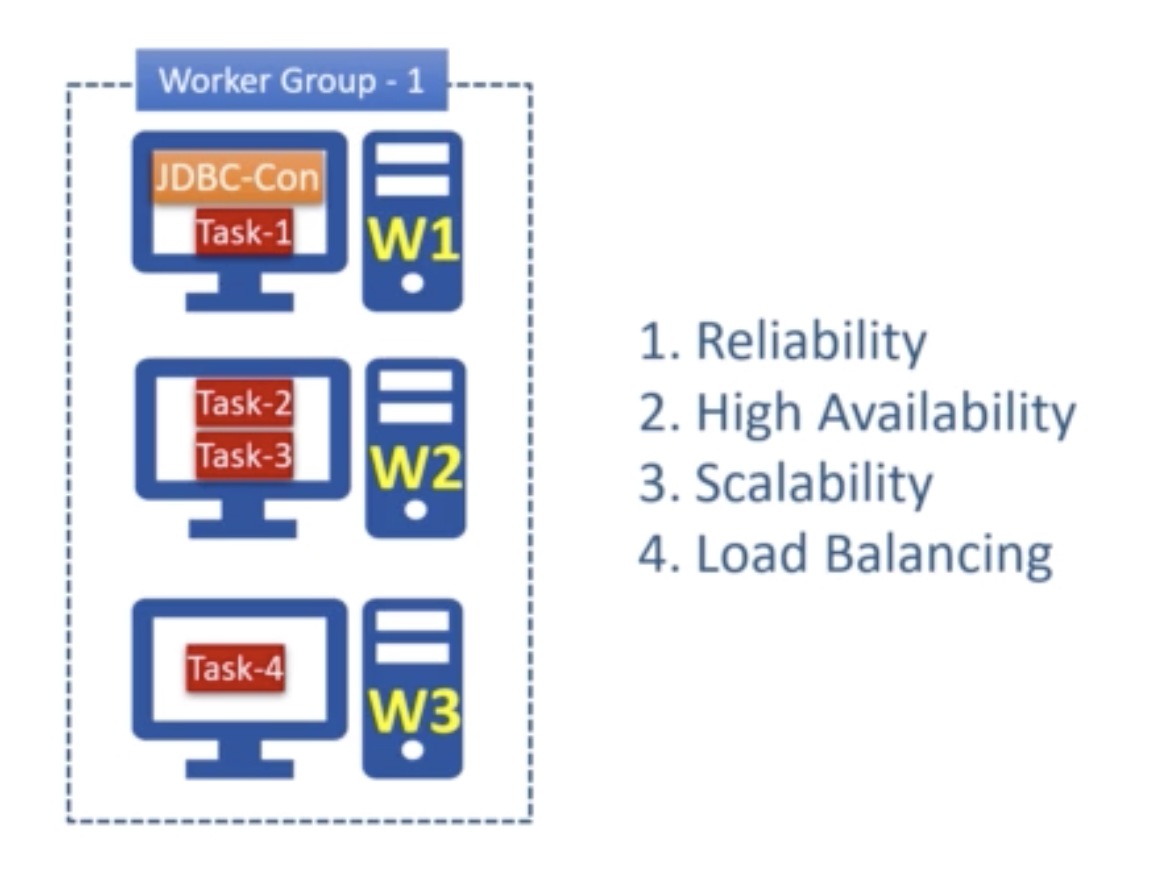 Worker Group - 1
JDBC-Con
Task-1
W1
Task-2
Task-3
W2
Task-4
W3
1. Reliability
2. High Availability
3. Scalability
4. Load Balancing